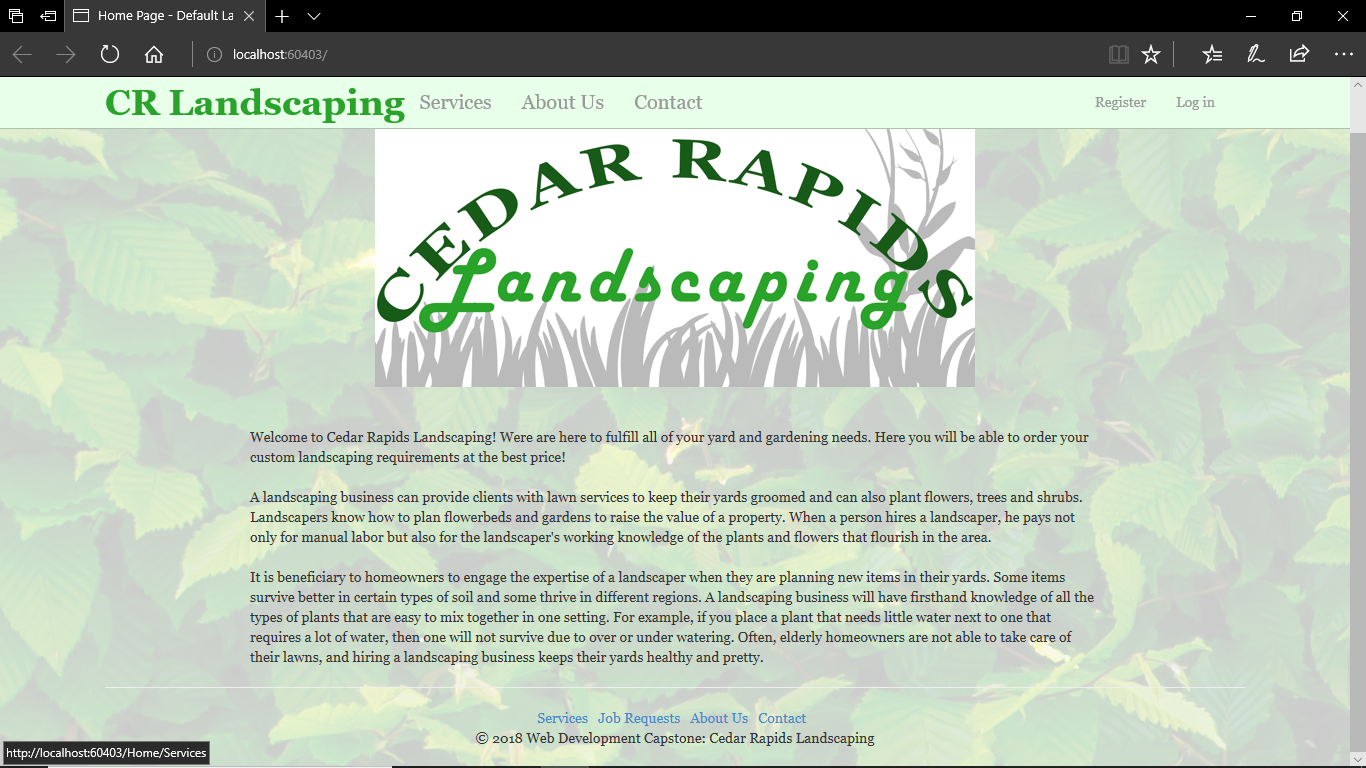 Home Page - Default La
localhost:60403/
CR Landscaping Services About Us Contact Register Log in
CEDAR RAPIDS
Landscaping
Welcome to Cedar Rapids Landscaping! Were are here to fulfill all of your yard and gardening needs. Here you will be able to order your
custom landscaping requirements at the best price!
A landscaping business can provide clients with lawn services to keep their yards groomed and can also plant flowers, trees and shrubs.
Landscapers know how to plan flowerbeds and gardens to raise the value of a property. When a person hires a landscaper, he pays not
only for manual labor but also for the landscaper's working knowledge of the plants and flowers that flourish in the area.
It is beneficiary to homeowners to engage the expertise of a landscaper when they are planning new items in their yards. Some items
survive better in certain types of soil and some thrive in different regions. A landscaping business will have firsthand knowledge of all the
types of plants that are easy to mix together in one setting. For example, if you place a plant that needs little water next to one that
requires a lot of water, then one will not survive due to over or under watering. Often, elderly homeowners are not able to take care of
their lawns, and hiring a landscaping business keeps their yards healthy and pretty.
Services Job Requests About Us Contact
© 2018 Web Development Capstone: Cedar Rapids Landscaping
http://localhost:60403/Home/Services